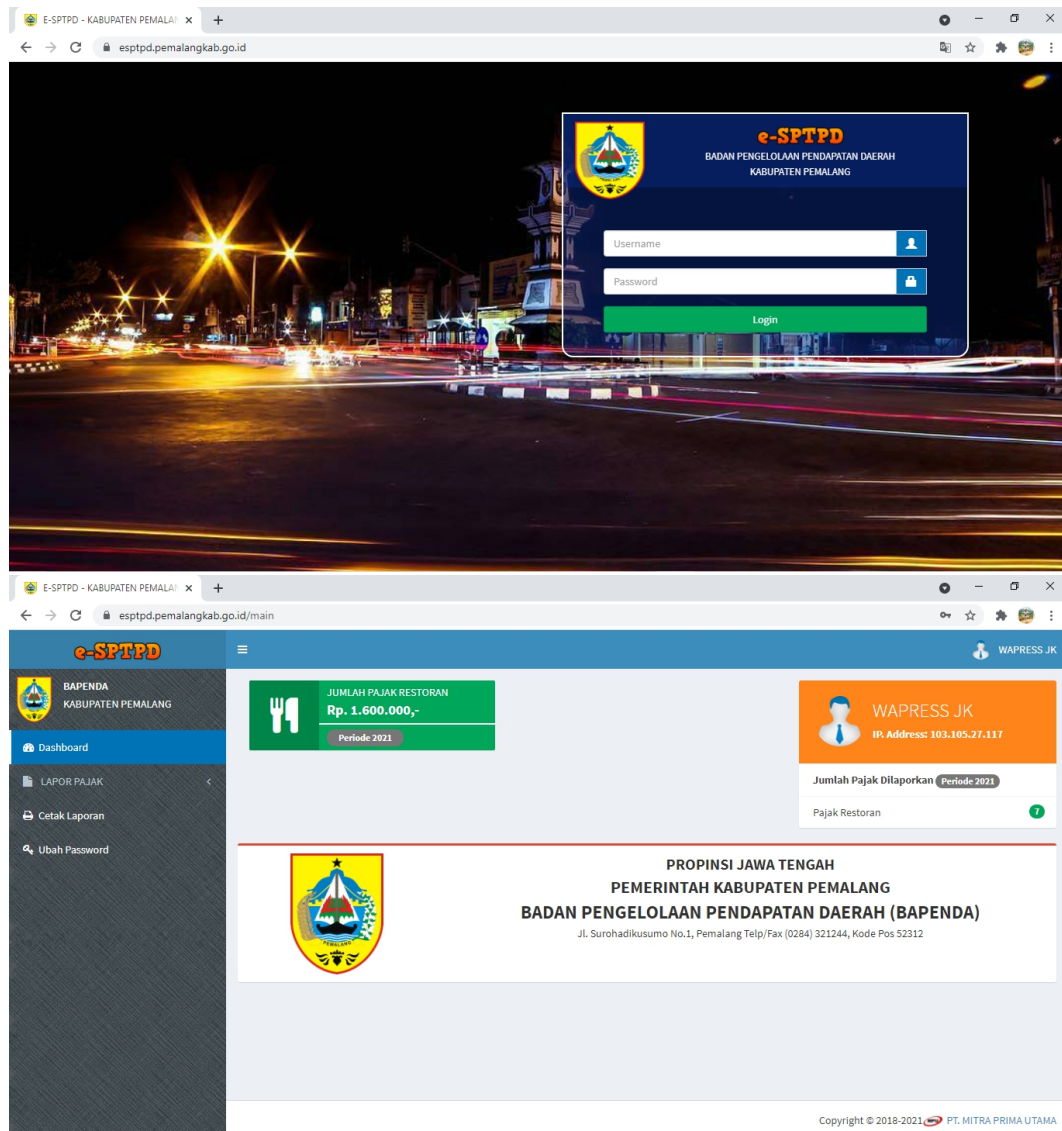 E-SPTPD - KABUPATEN PEMALA
esptpd.pemalangkab.go.id
e-SPTPD
BADAN PENGELOLAAN PENDAPATAN DAERAH
KABUPATEN PEMALANG
Username
Password
Login
E-SPTPD - KABUPATEN PEMALA
esptpd.pemalangkab.go.id/main
e-SPTPD
WAPRESS JK
BAPENDA
KABUPATEN PEMALANG
Dashboard
LAPOR PAJAK
Cetak Laporan
Ubah Password
JUMLAH PAJAK RESTORAN
Rp. 1.600.000,-
Periode 2021
WAPRESS JK
IP. Address: 103.105.27.117
Jumlah Pajak Dilaporkan Periode 2021
Pajak Restoran 7
PEMALANG
PROPINSI JAWA TENGAH
PEMERINTAH KABUPATEN PEMALANG
BADAN PENGELOLAAN PENDAPATAN DAERAH (BAPENDA)
Jl. Surohadikusumo No.1, Pemalang Telp/Fax (0284) 321244, Kode Pos 52312
Copyright © 2018-2021 PT. MITRA PRIMA UTAMA